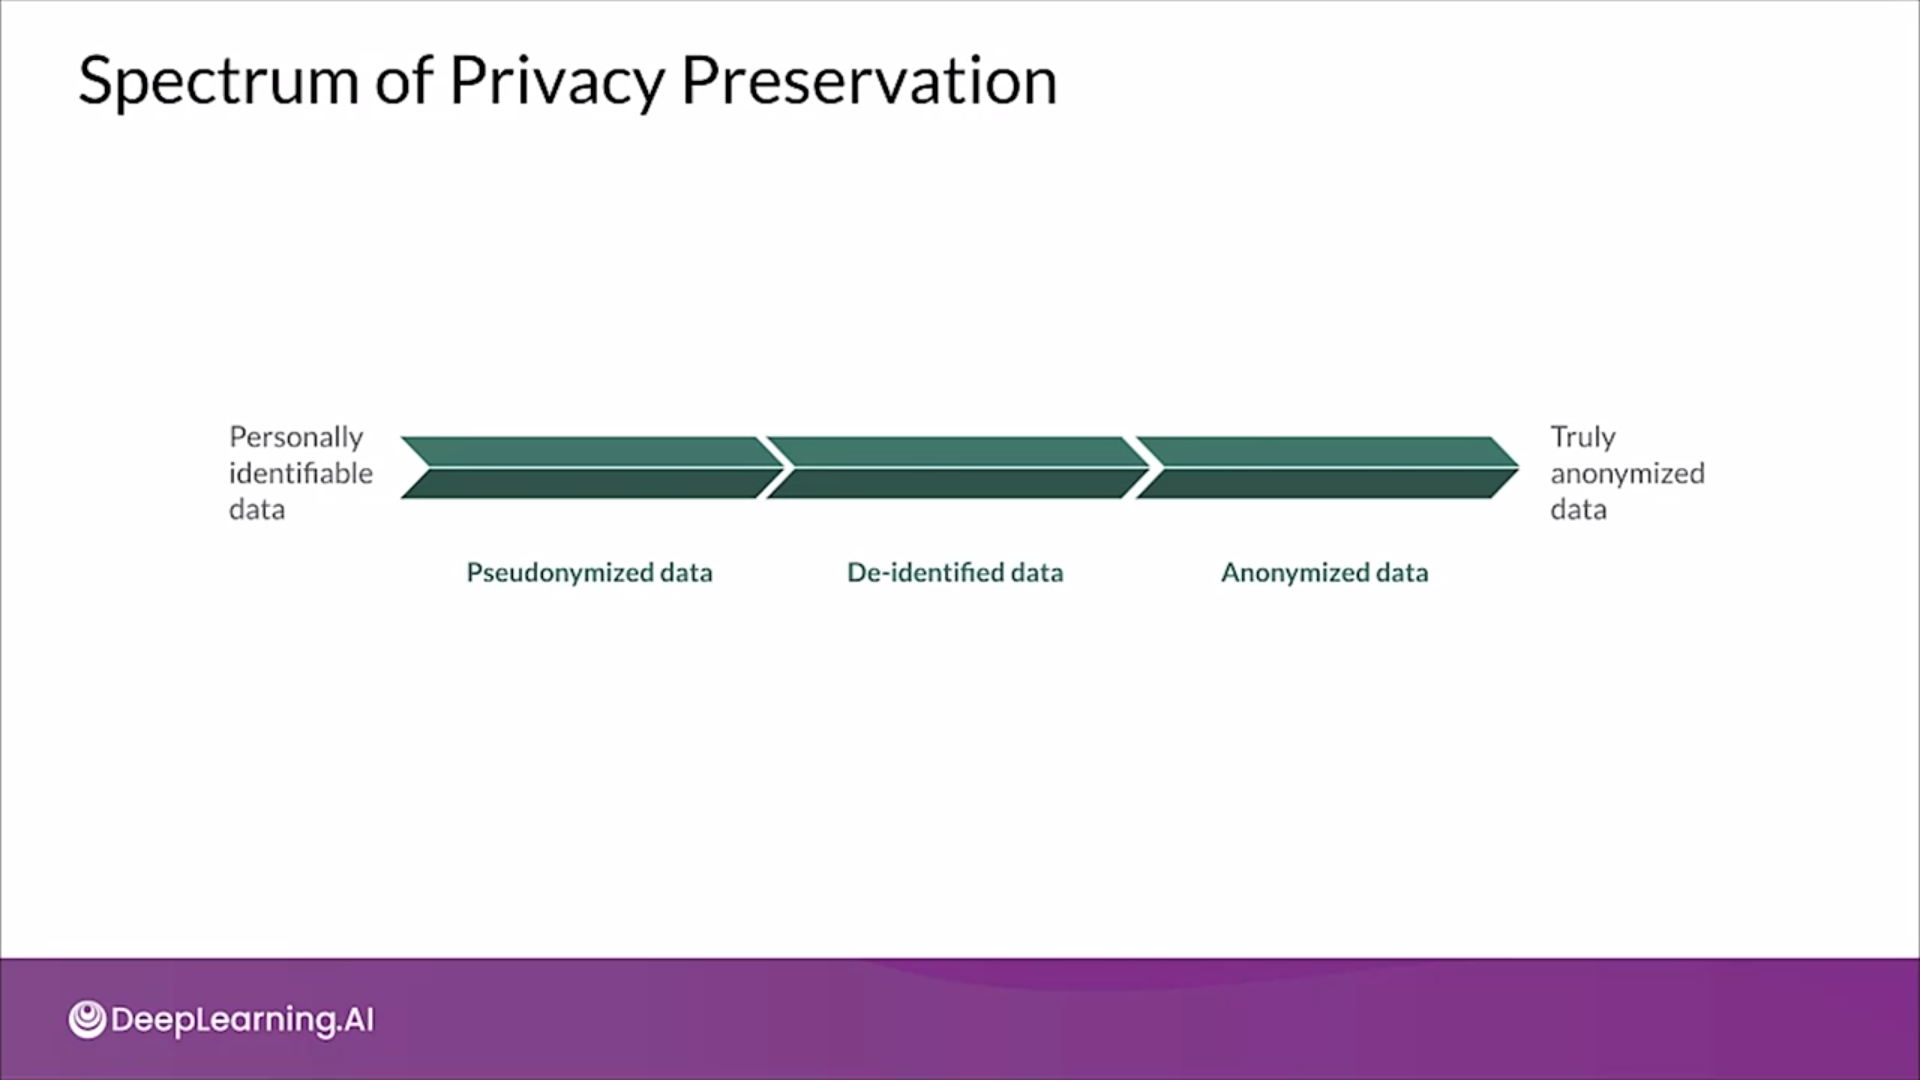 Spectrum of Privacy Preservation
Personally
identifiable
data
Truly
anonymized
data
Pseudonymized data
De-identified data
Anonymized data
DeepLearning.AI